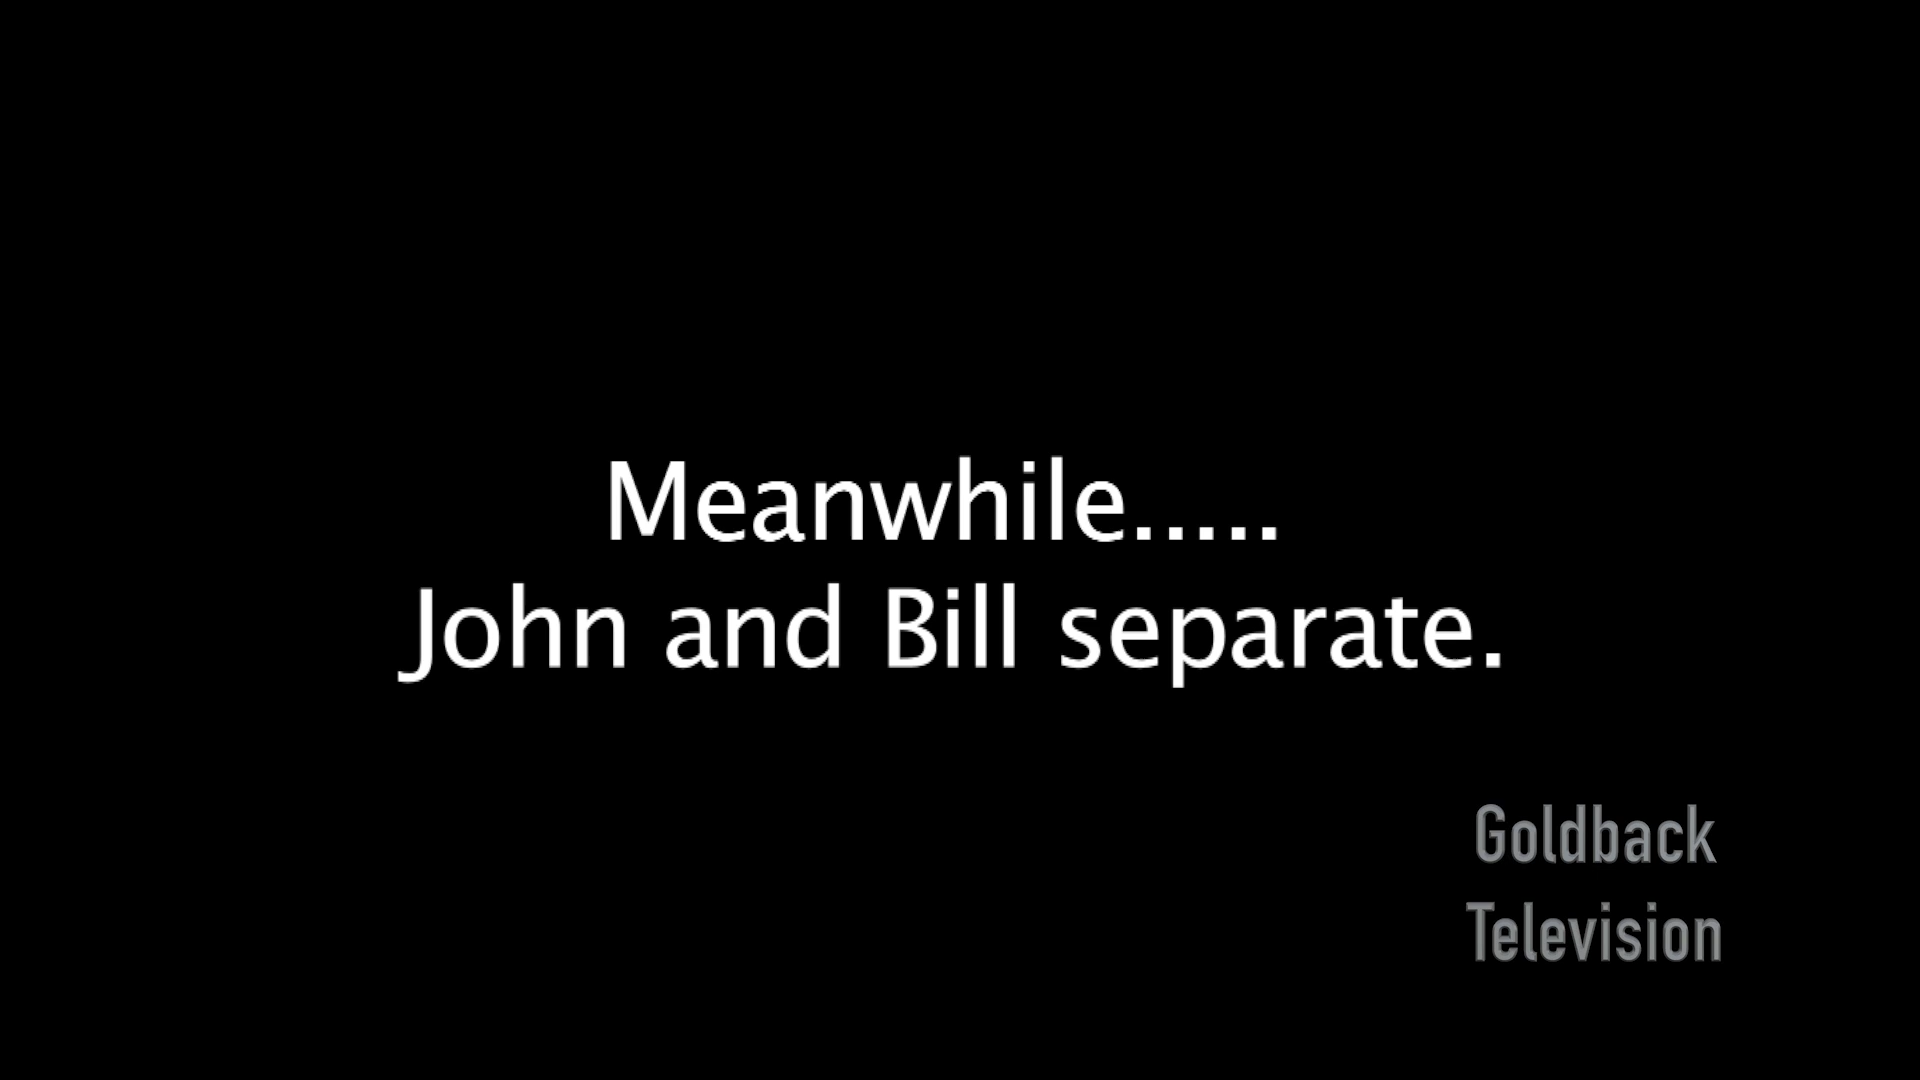 Meanwhile.....
John and Bill separate.
Goldback
Television